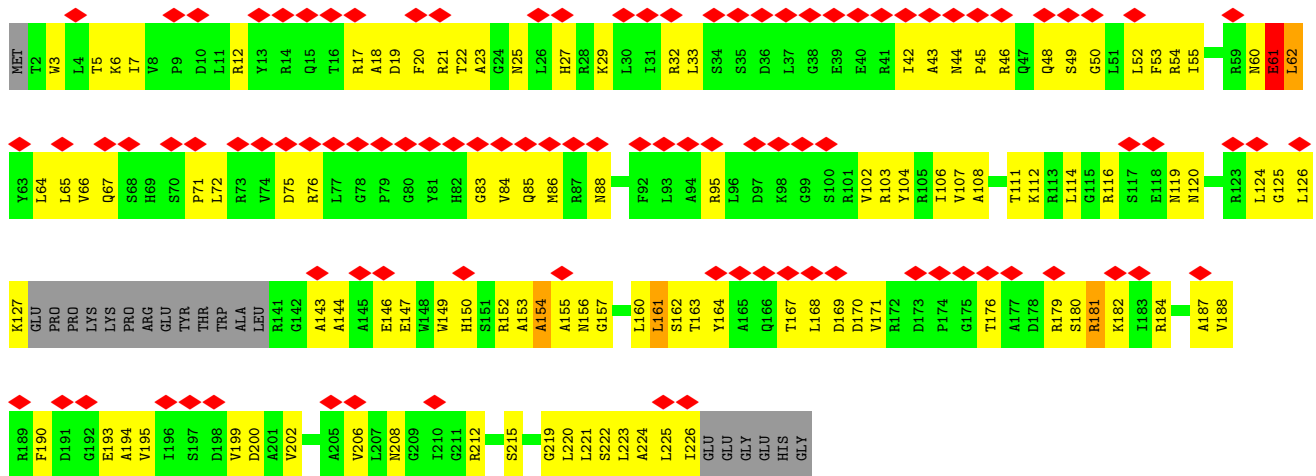 MET T2 W3 L4 T5 K6 I7 V8 P9 D10 L11 R12 Y13 R14 Q15 T16 R17 A18 D19 F20 R21 T22 A23 G24 N25 L26 H27 R28 K29 L30 I31 R32 L33 S34 S35 D36 L37 G38 E39 E40 R41 I42 A43 N44 P45 R46 Q47 Q48 S49 G50 L51 L52 F53 R54 I55 R59 N60 E61 L62
Y63 L64 L65 V66 Q67 S68 H69 S70 P71 L72 R73 V74 D75 R76 L77 G78 P79 G80 Y81 H82 G83 V84 Q85 M86 R87 N88 F92 L93 A94 R95 L96 D97 K98 G99 S100 R101 V102 R103 Y104 R105 I106 V107 A108 T111 K112 R113 L114 G115 R116 S117 E118 N119 N120 R123 L124 G125 L126
K127 GLU PRO PRO LYS LYS PRO ARG GLU TYR THR TRP ALA LEU R141 G142 A143 A144 A145 E146 E147 W148 W149 H150 S151 R152 A153 A154 A155 N156 G157 L160 L161 S162 T163 Y164 A165 Q166 T167 L168 D169 D170 V171 R172 D173 P174 G175 T176 A177 D178 R179 S180 R181 K182 I183 R184 A187 V188
R189 F190 D191 G192 E193 A194 V195 I196 S197 D198 V199 D200 A201 V202 A205 V206 L207 N208 G209 I210 G211 R212 S215 G219 L220 L221 S222 L223 A224 L225 I226 GLU GLU GLY GLU HIS GLY